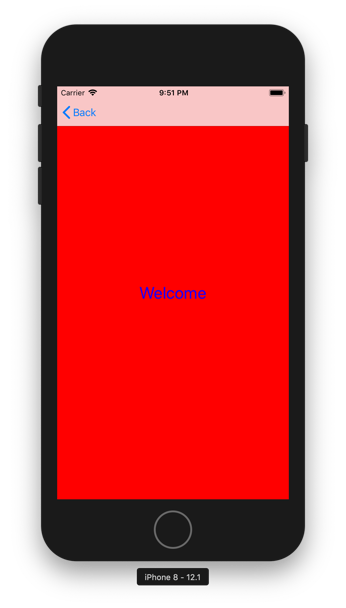 Carrier 9:51 PM
Back
Welcome
iPhone 8 - 12.1